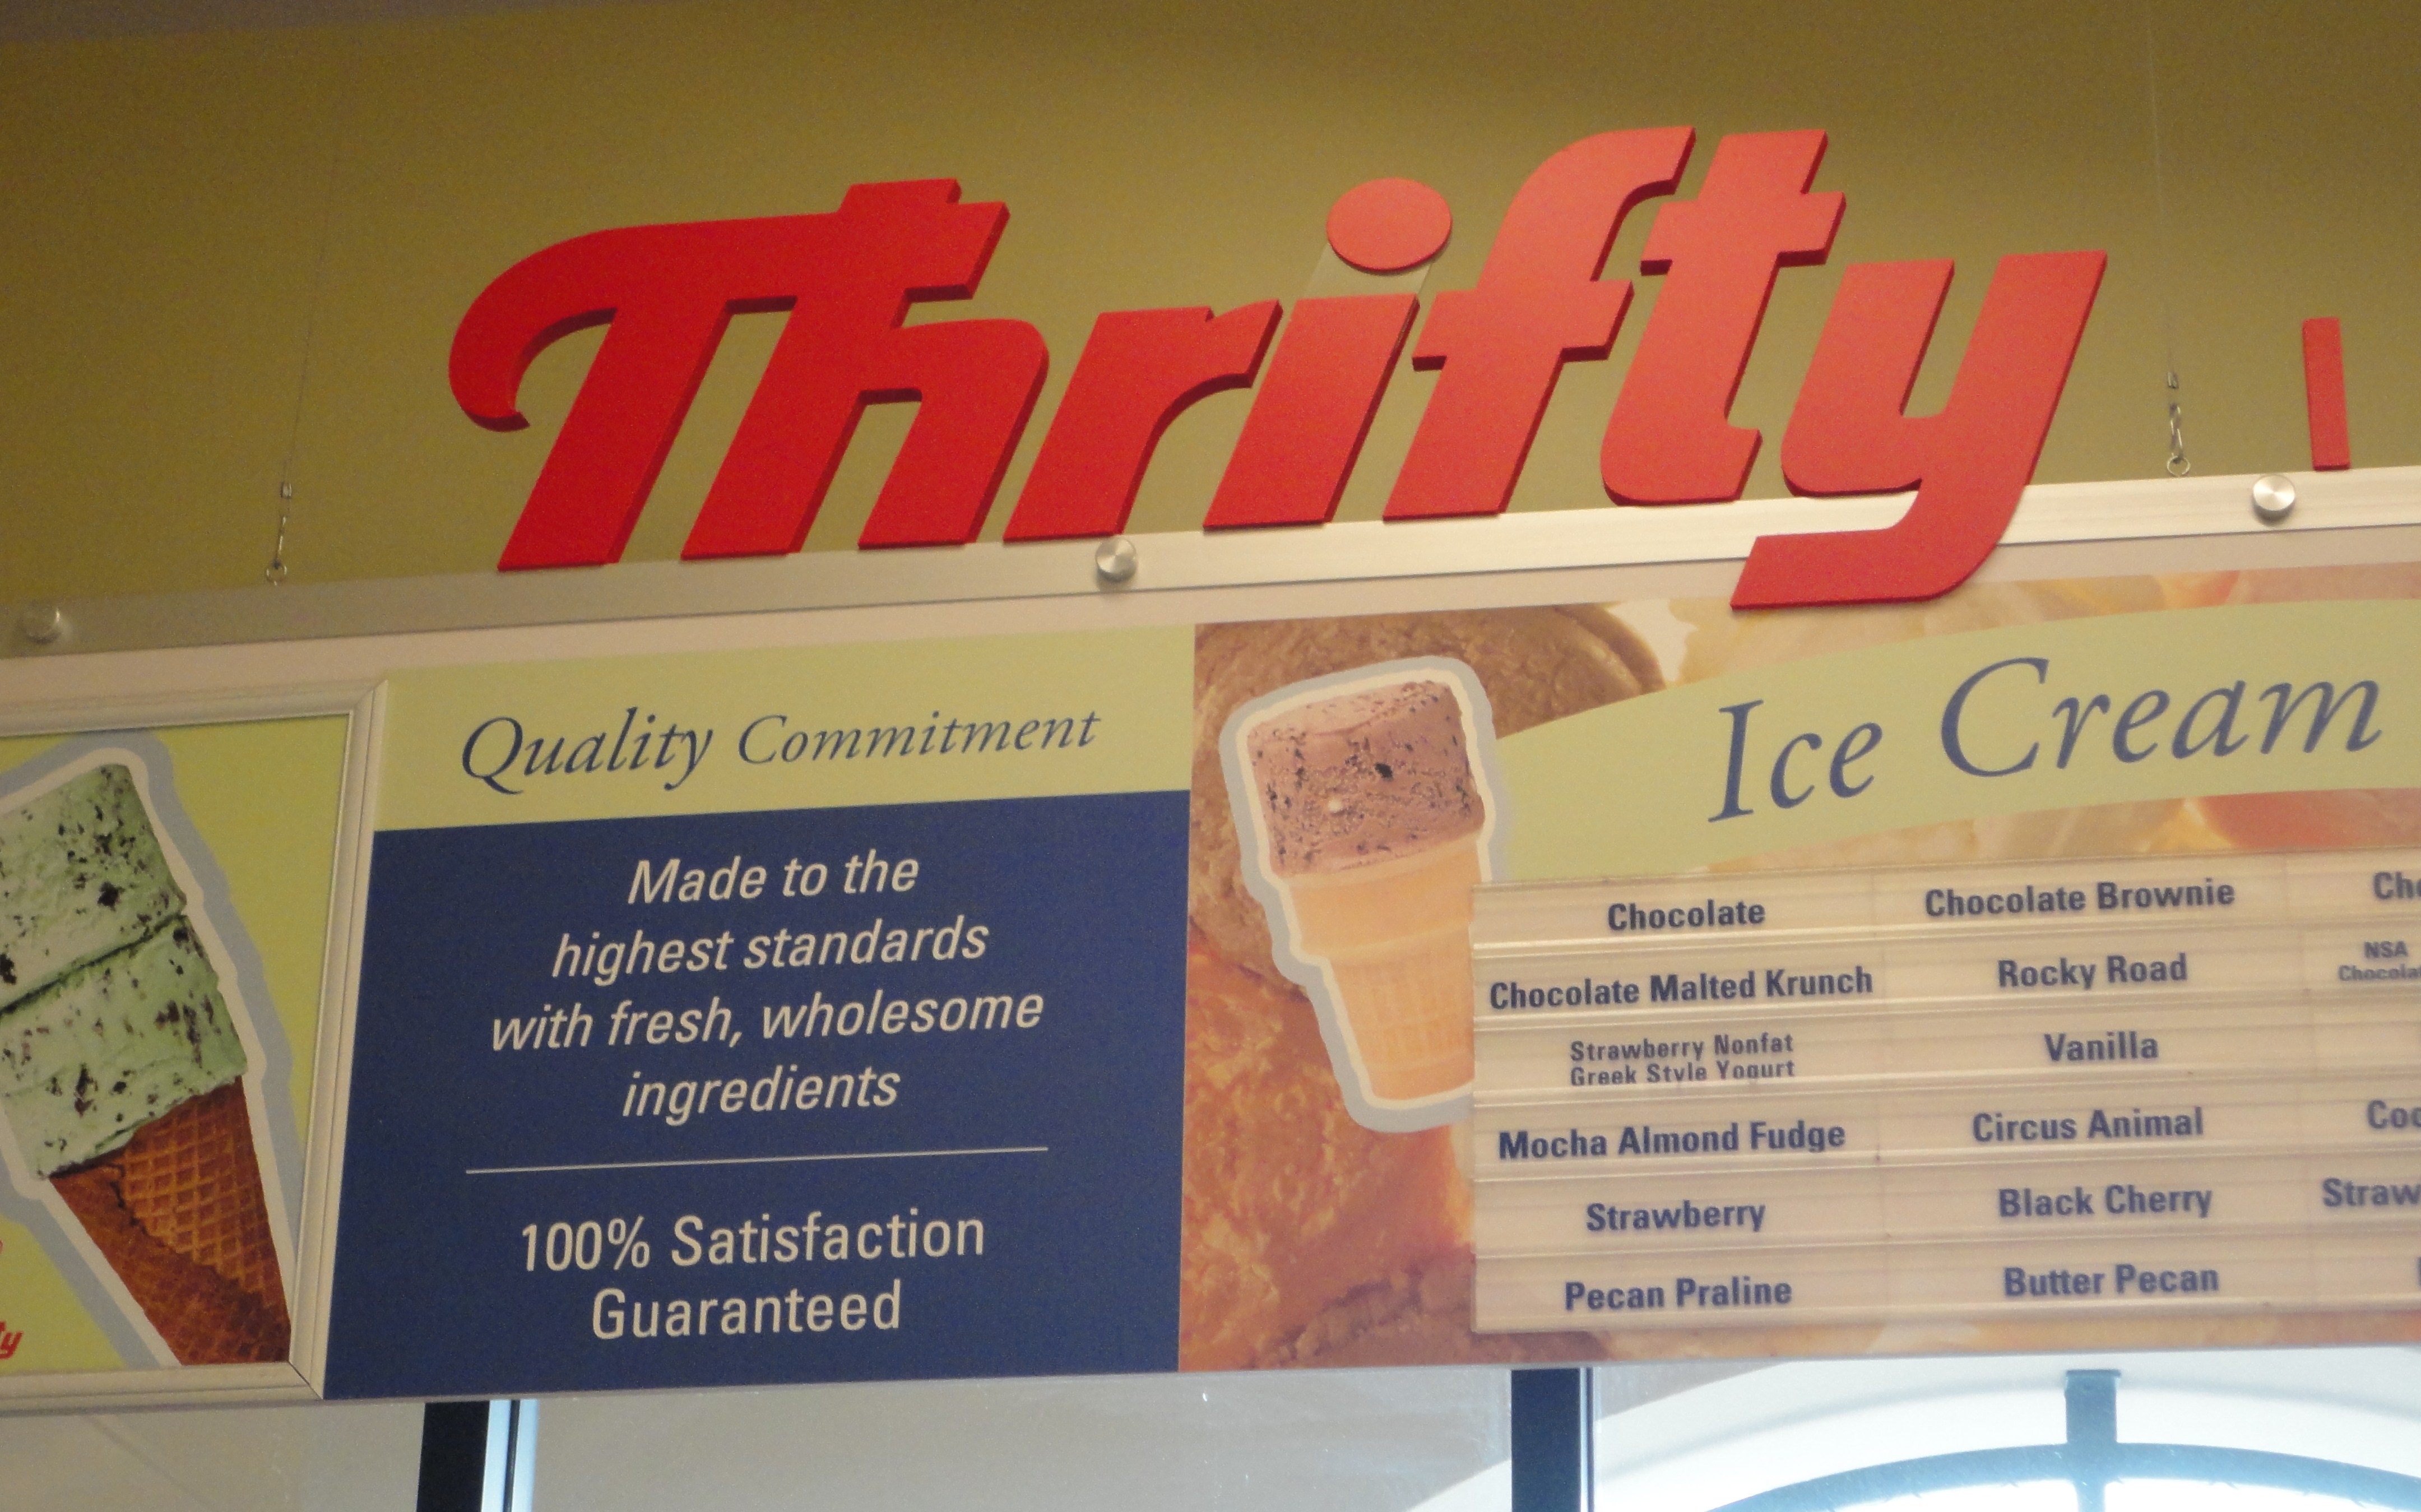 Thrifty
Quality Commitment
Made to the
highest standards
with fresh, wholesome
ingredients
100% Satisfaction
Guaranteed
Ice Cream
Chocolate
Chocolate Brownie
Chocolate Malted Krunch
Rocky Road
NSA
Strawberry Nonfat
Greek Style Yogurt
Vanilla
Mocha Almond Fudge
Circus Animal
Strawberry
Black Cherry
Pecan Praline
Butter Pecan